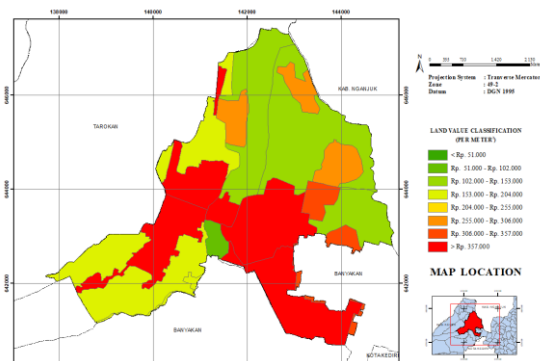 138000 140000 142000 144000
KAB. NGANJUK
TAROKAN
BANYAKAN
BANYAKAN
KOTA KEDIRI
N
Projection System : Transverse Mercator
Zone : 49-2
Datum : DGN 1995
LAND VALUE CLASSIFICATION
(PER METER²)
< Rp. 51.000
Rp. 51.000 - Rp. 102.000
Rp. 102.000 - Rp. 153.000
Rp. 153.000 - Rp. 204.000
Rp. 204.000 - Rp. 255.000
Rp. 255.000 - Rp. 306.000
Rp. 306.000 - Rp. 357.000
> Rp. 357.000
MAP LOCATION